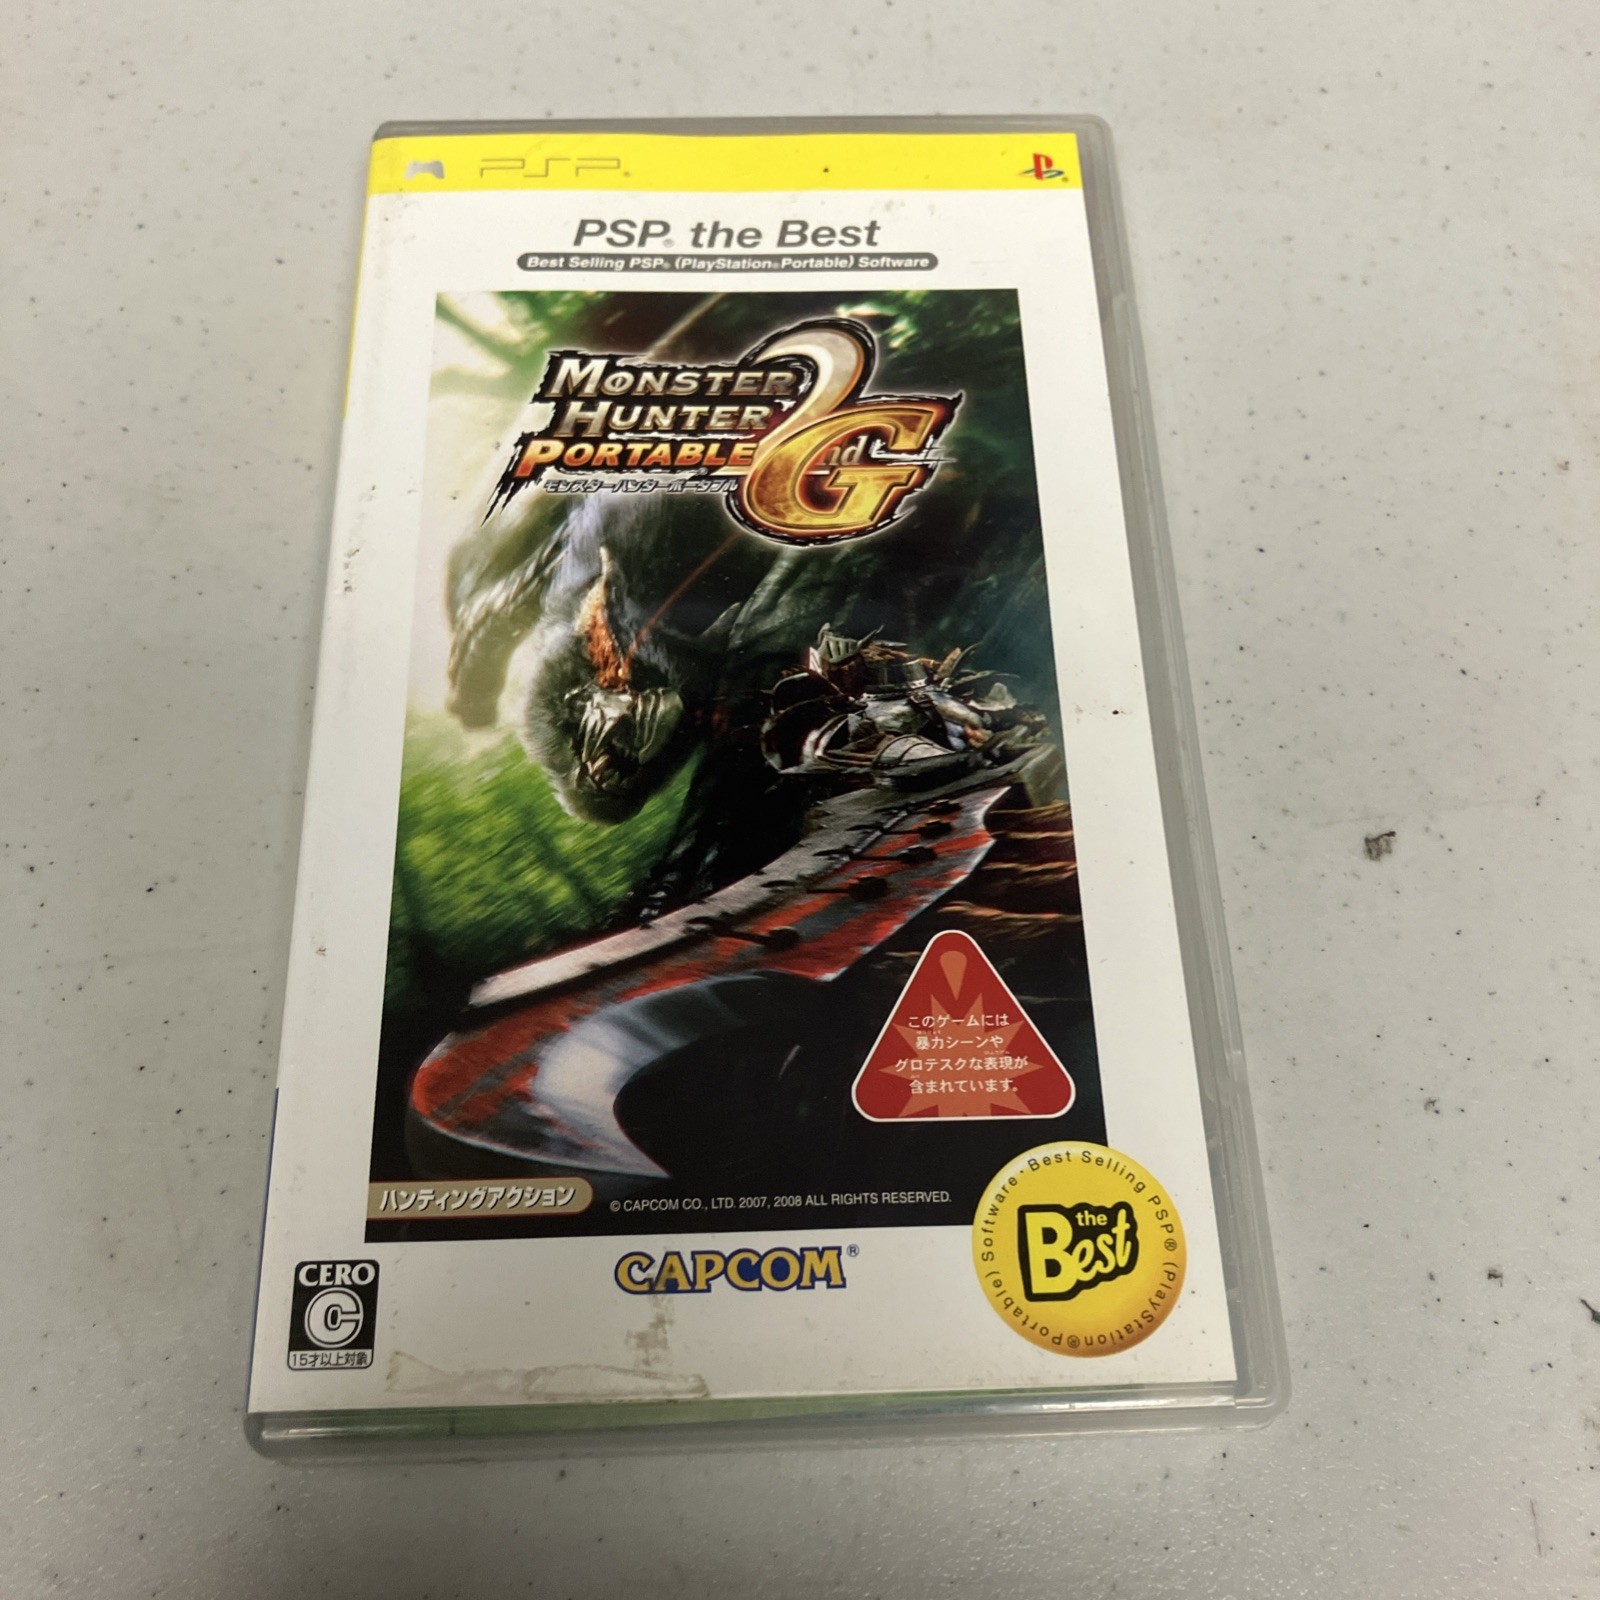 PSP®
PSP® the Best
Best Selling PSP® (PlayStation®Portable) Software
MONSTER
HUNTER
PORTABLE® 2nd G
モンスターハンターポータブル
このゲームには
暴力シーンや
グロテスクな表現が
含まれています。
ハンティングアクション
© CAPCOM CO., LTD. 2007, 2008 ALL RIGHTS RESERVED.
CAPCOM®
CERO
C
15才以上対象
the
Best
Best Selling PSP® (PlayStation®Portable) Software